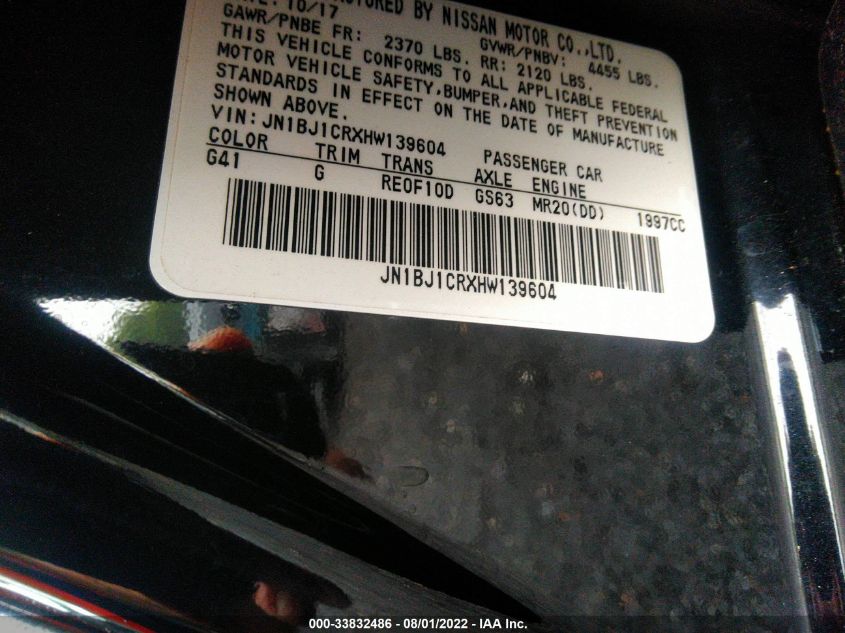 10/17
BY NISSAN MOTOR CO.,LTD.
GAWR/PNBE FR: 2370 LBS. RR: 2120 LBS. GVWR/PNBV: 4455 LBS.
THIS VEHICLE CONFORMS TO ALL APPLICABLE FEDERAL
MOTOR VEHICLE SAFETY,BUMPER,AND THEFT PREVENTION
STANDARDS IN EFFECT ON THE DATE OF MANUFACTURE
SHOWN ABOVE.
VIN:JN1BJ1CRXHW139604 PASSENGER CAR
COLOR TRIM TRANS AXLE ENGINE
G41 G RE0F10D GS63 MR20(DD) 1997CC
JN1BJ1CRXHW139604
000-33832486 - 08/01/2022 - IAA Inc.